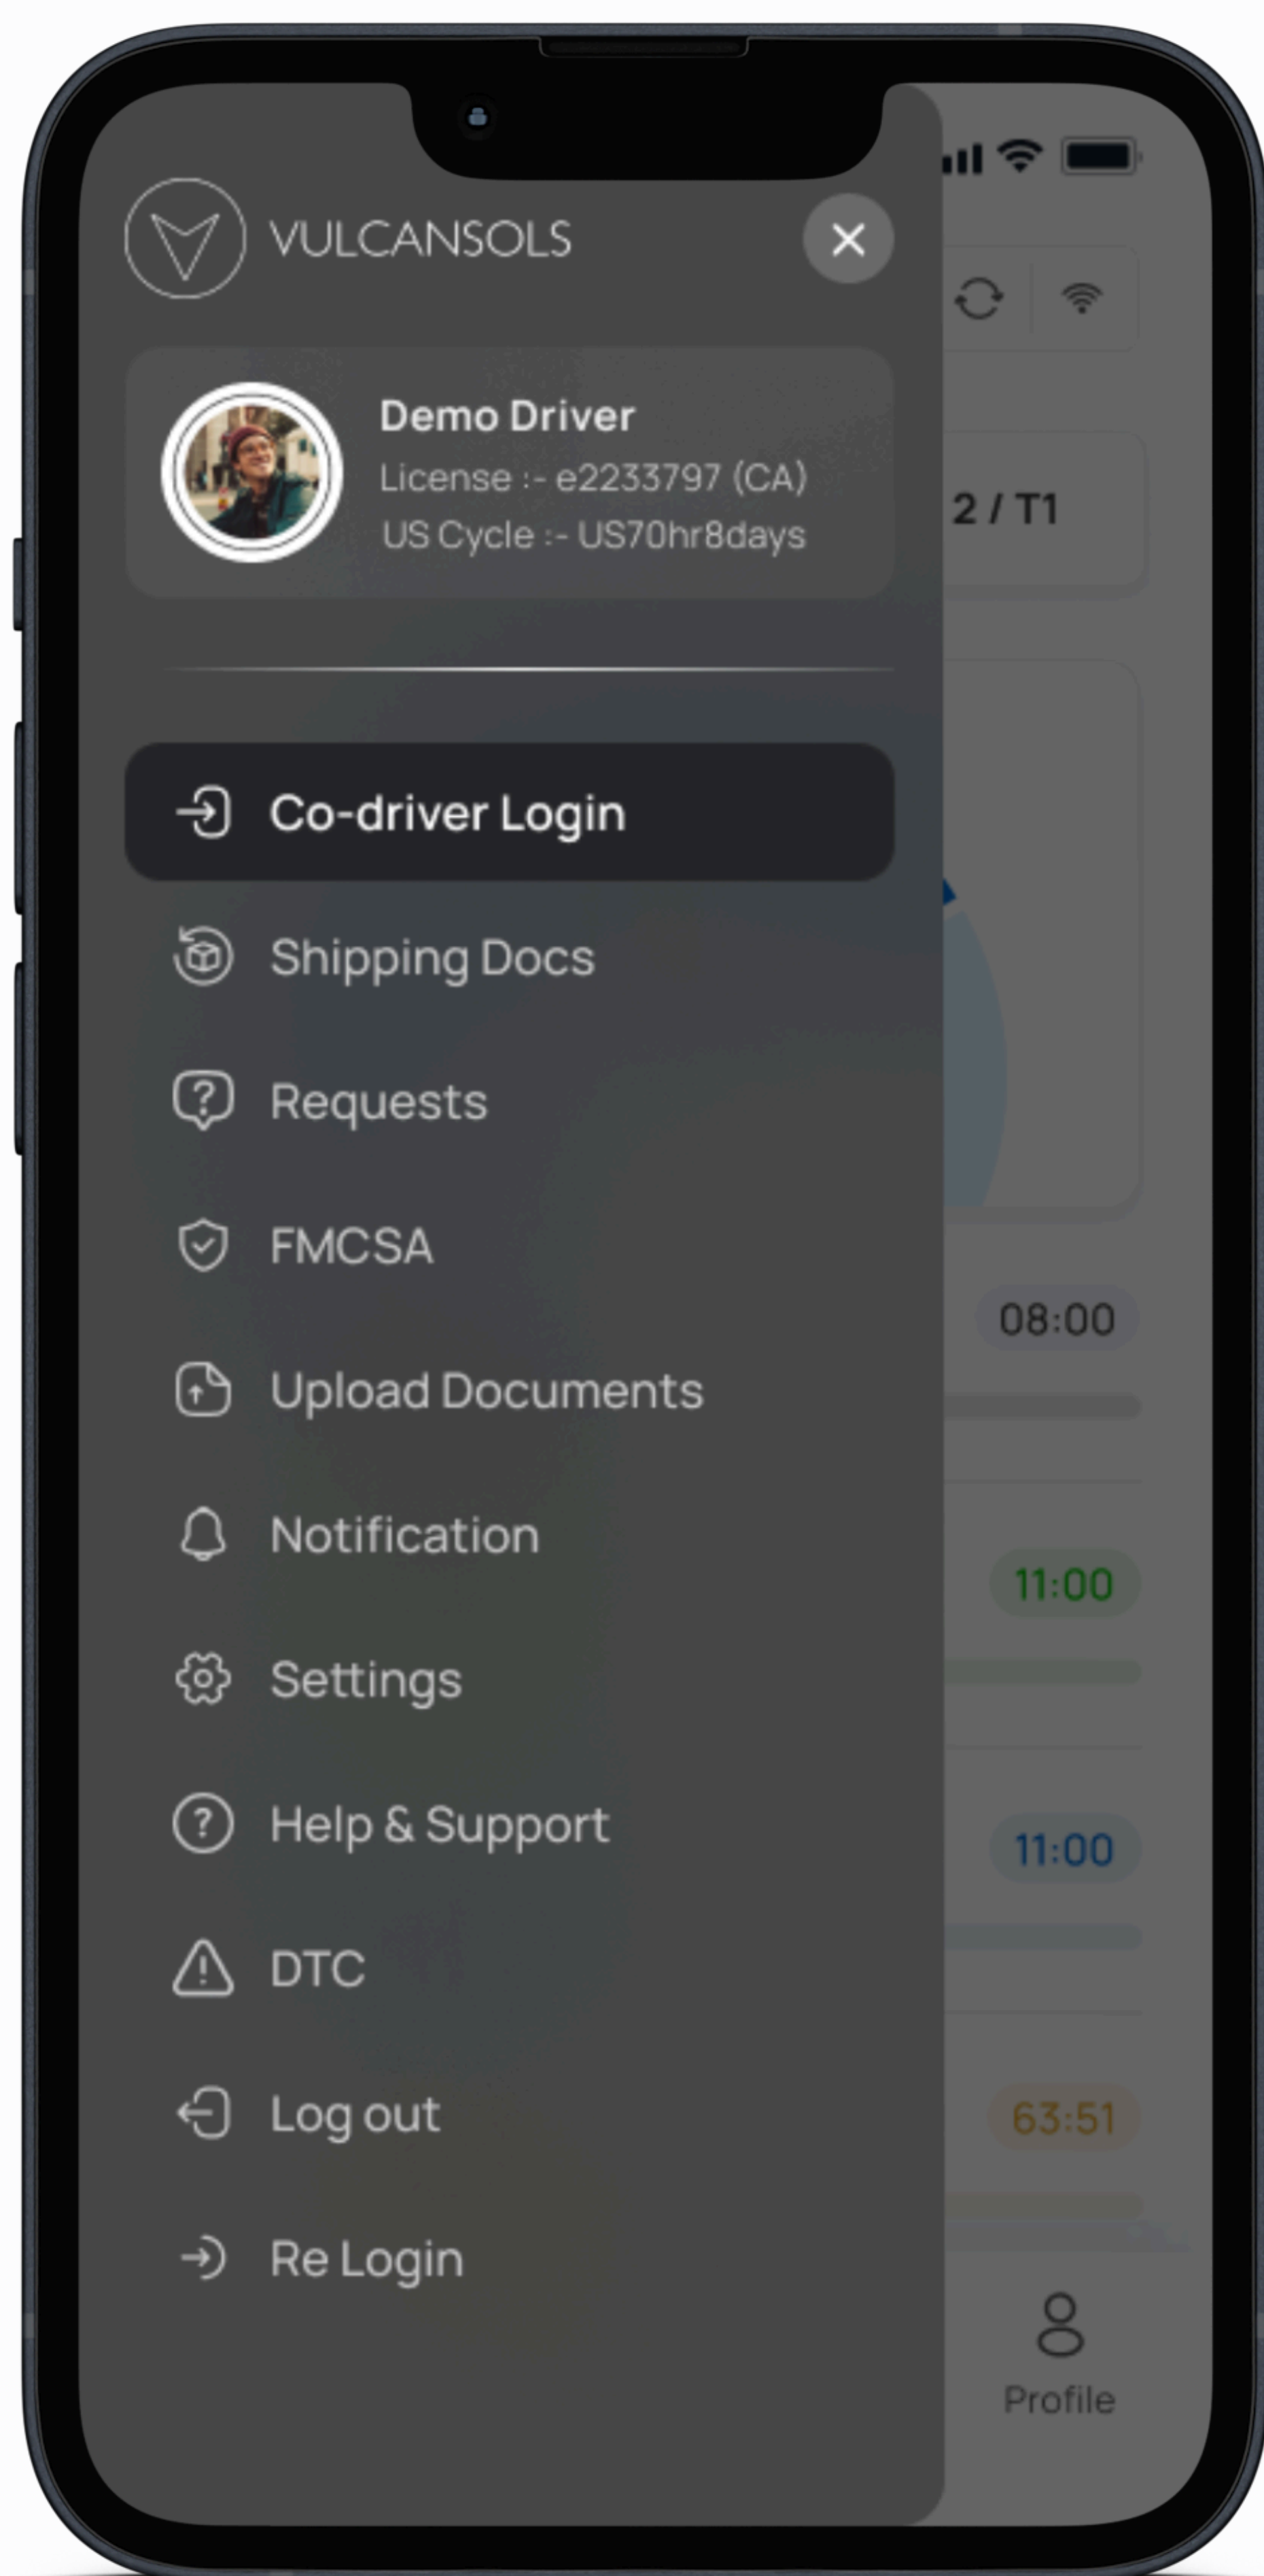 VULCANSOLS
Demo Driver
License :- e2233797 (CA)
US Cycle :- US70hr8days
2 / T1
Co-driver Login
Shipping Docs
Requests
FMCSA
08:00
Upload Documents
Notification
11:00
Settings
Help & Support
11:00
DTC
Log out
63:51
Re Login
Profile